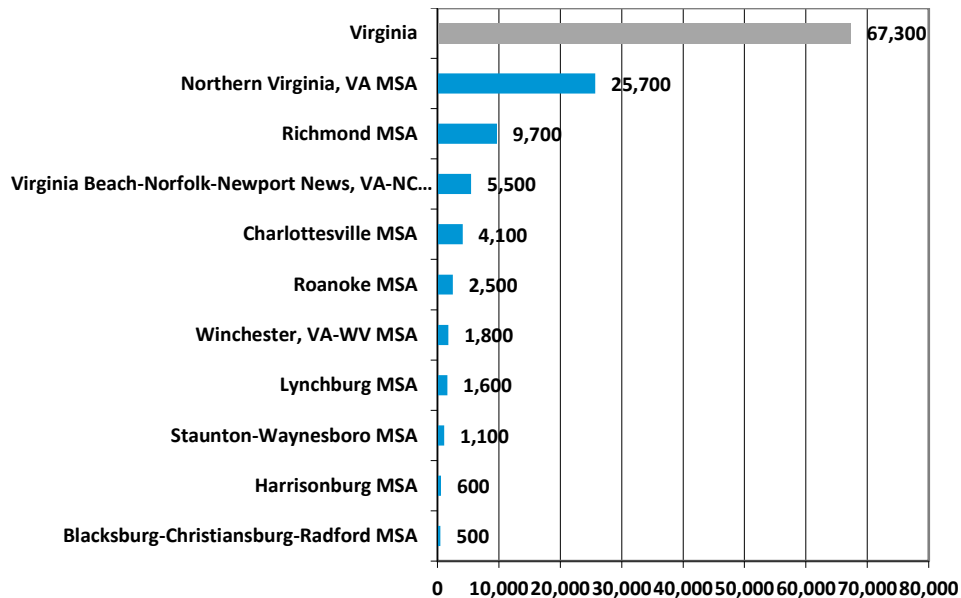 Virginia 67,300
Northern Virginia, VA MSA 25,700
Richmond MSA 9,700
Virginia Beach-Norfolk-Newport News, VA-NC... 5,500
Charlottesville MSA 4,100
Roanoke MSA 2,500
Winchester, VA-WV MSA 1,800
Lynchburg MSA 1,600
Staunton-Waynesboro MSA 1,100
Harrisonburg MSA 600
Blacksburg-Christiansburg-Radford MSA 500
0 10,000 20,000 30,000 40,000 50,000 60,000 70,000 80,000